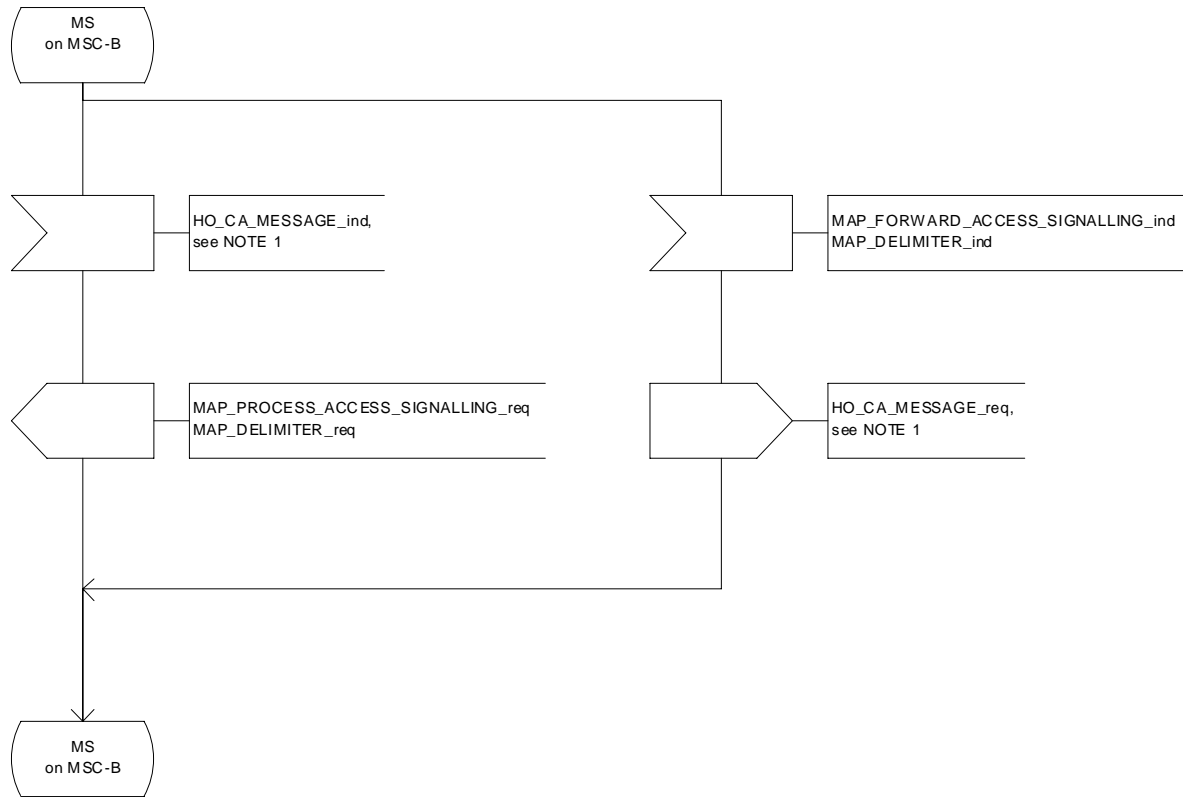 MS
on MSC-B
HO_CA_MESSAGE_ind,
see NOTE 1
MAP_FORWARD_ACCESS_SIGNALLING_ind
MAP_DELIMITER_ind
MAP_PROCESS_ACCESS_SIGNALLING_req
MAP_DELIMITER_req
HO_CA_MESSAGE_req,
see NOTE 1
MS
on MSC-B